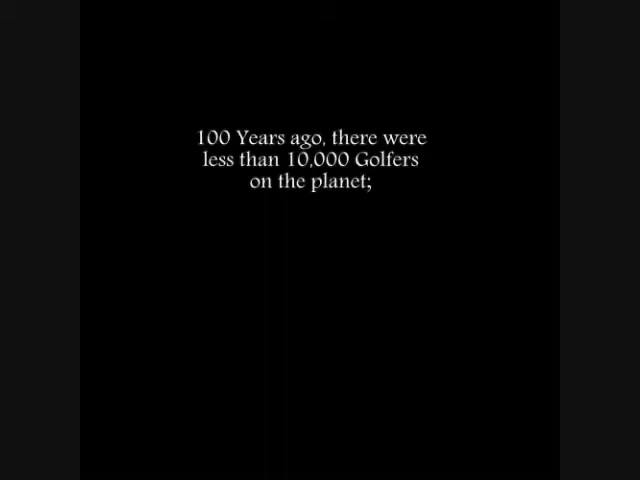 100 Years ago, there were
less than 10,000 Golfers
on the planet;